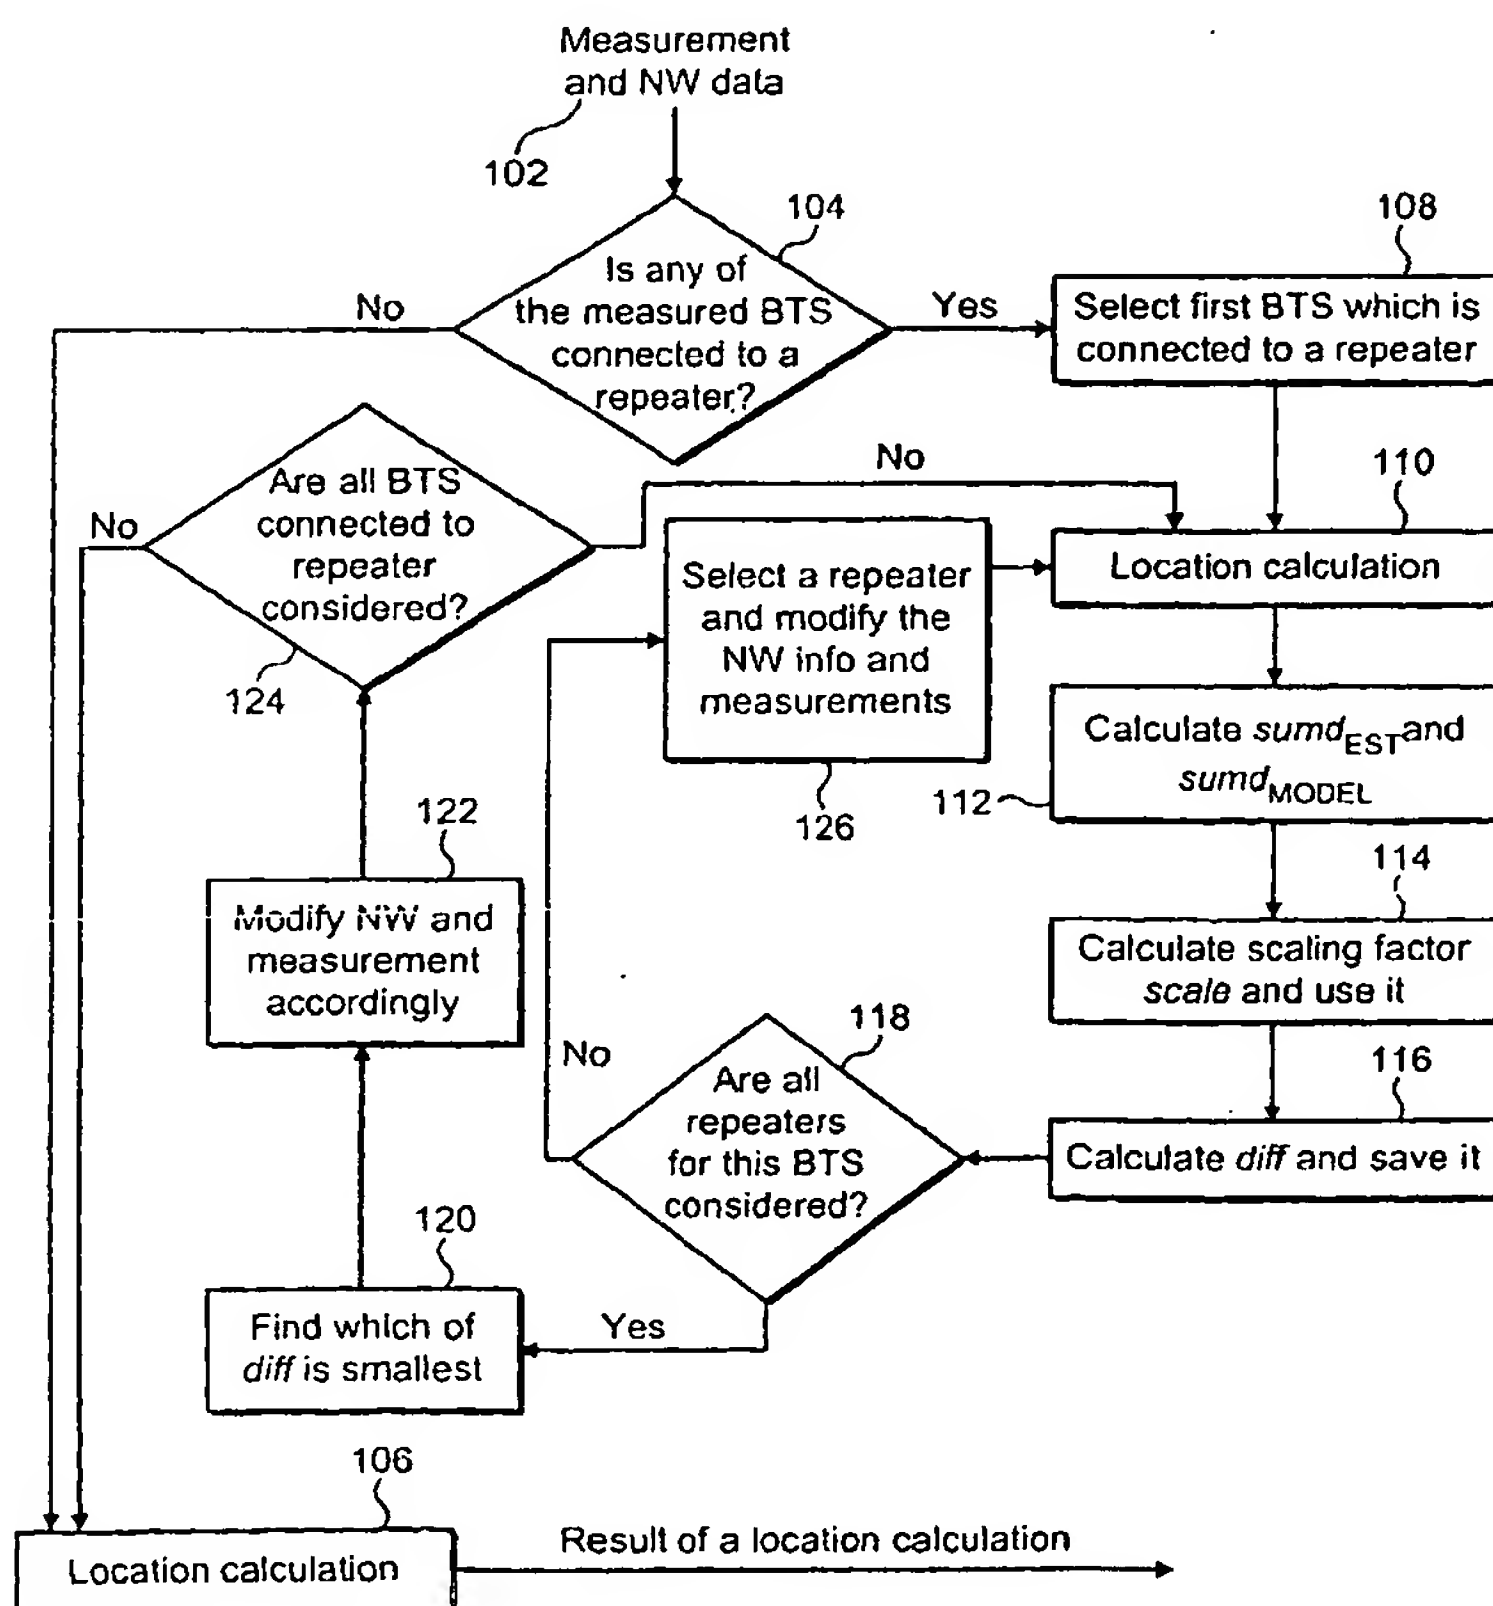 Measurement
and NW data
102
104
Is any of
the measured BTS
connected to a
repeater?
No
Yes
108
Select first BTS which is
connected to a repeater
No
110
Location calculation
Are all BTS
connected to
repeater
considered?
No
124
Select a repeater
and modify the
NW info and
measurements
126
Calculate sumdEST and
sumdMODEL
112
114
Calculate scaling factor
scale and use it
116
Calculate diff and save it
118
Are all
repeaters
for this BTS
considered?
No
Yes
122
Modify NW and
measurement
accordingly
120
Find which of
diff is smallest
106
Location calculation
Result of a location calculation